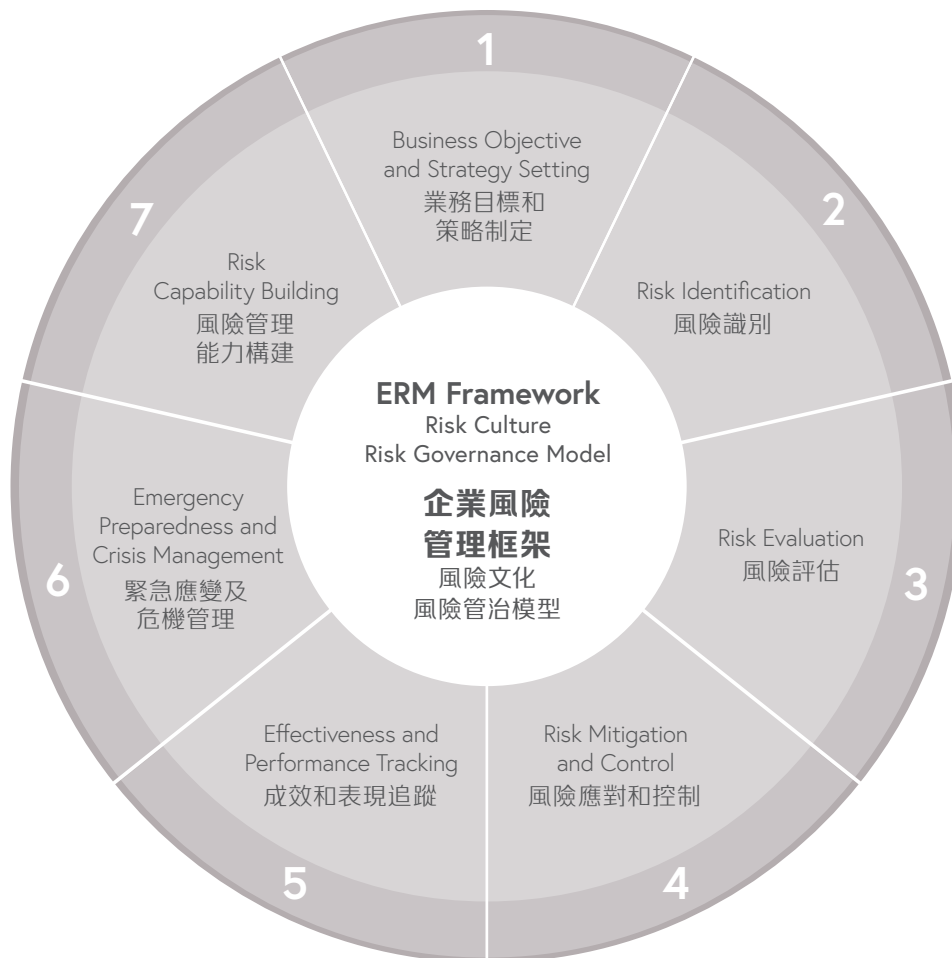 1
Business Objective
and Strategy Setting
業務目標和
策略制定
2
Risk Identification
風險識別
3
Risk Evaluation
風險評估
4
Risk Mitigation
and Control
風險應對和控制
5
Effectiveness and
Performance Tracking
成效和表現追蹤
6
Emergency
Preparedness and
Crisis Management
緊急應變及
危機管理
7
Risk
Capability Building
風險管理
能力構建
ERM Framework
Risk Culture
Risk Governance Model
企業風險
管理框架
風險文化
風險管治模型